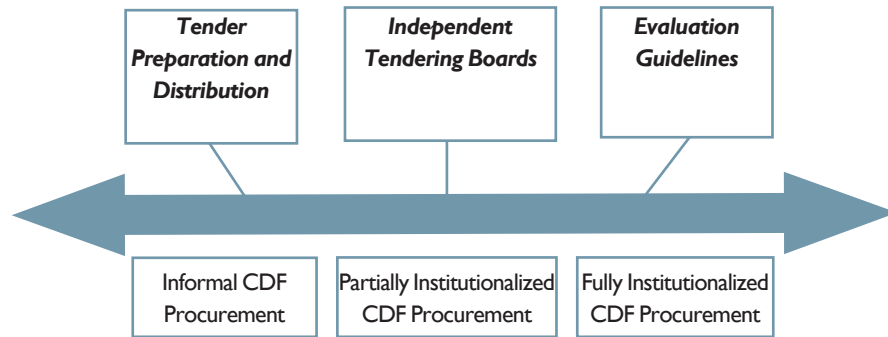 Tender
Preparation and
Distribution
Independent
Tendering Boards
Evaluation
Guidelines
Informal CDF
Procurement
Partially Institutionalized
CDF Procurement
Fully Institutionalized
CDF Procurement